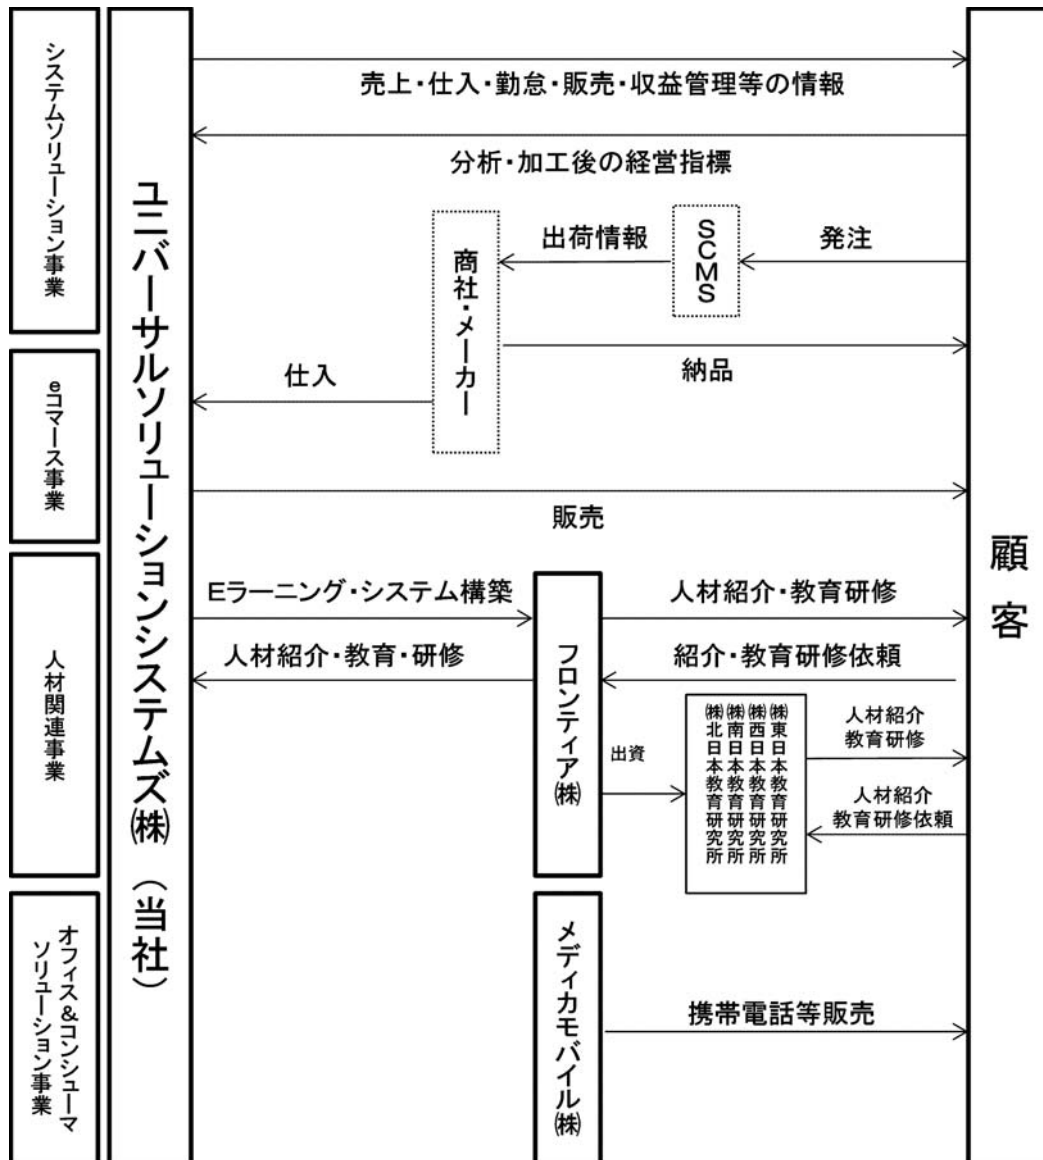 システムソリューション事業
eコマース事業
人材関連事業
オフィス&コンシューマ
ソリューション事業
ユニバーサルソリューションシステムズ㈱（当社）
売上・仕入・勤怠・販売・収益管理等の情報
分析・加工後の経営指標
発注
SCMS
出荷情報
商社・メーカー
納品
仕入
販売
Eラーニング・システム構築
人材紹介・教育・研修
フロンティア㈱
人材紹介・教育研修
紹介・教育研修依頼
出資
㈱東日本教育研究所
㈱西日本教育研究所
㈱南日本教育研究所
㈱北日本教育研究所
人材紹介
教育研修
人材紹介
教育研修依頼
メディカモバイル㈱
携帯電話等販売
顧客